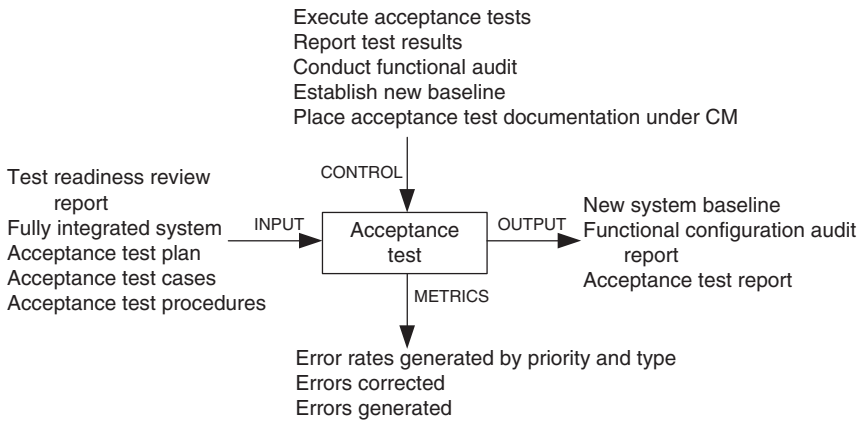 Execute acceptance tests
Report test results
Conduct functional audit
Establish new baseline
Place acceptance test documentation under CM
CONTROL
Test readiness review
report
Fully integrated system
Acceptance test plan
Acceptance test cases
Acceptance test procedures
INPUT
Acceptance
test
OUTPUT
New system baseline
Functional configuration audit
report
Acceptance test report
METRICS
Error rates generated by priority and type
Errors corrected
Errors generated